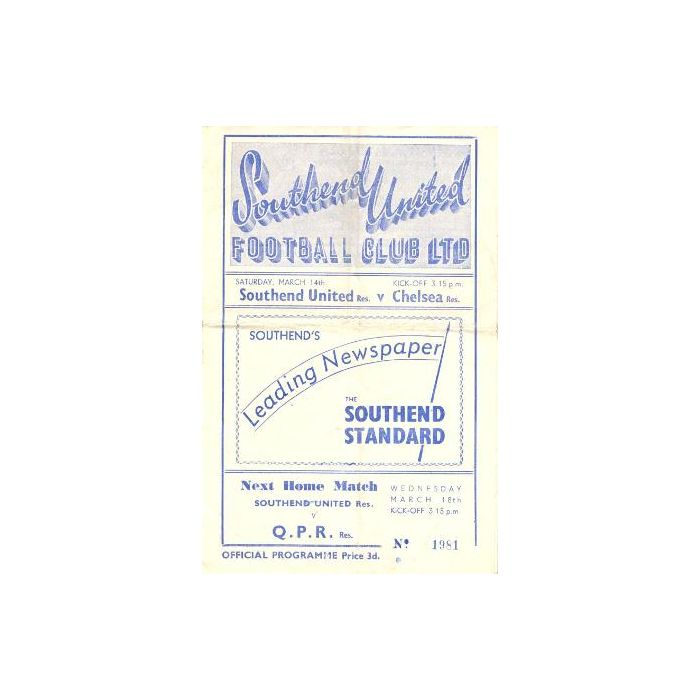 Southend United
FOOTBALL CLUB LTD
SATURDAY, MARCH 14th KICK-OFF 3.15 p.m.
Southend United Res. v Chelsea Res.
SOUTHEND'S
Leading Newspaper
THE
SOUTHEND
STANDARD
Next Home Match
SOUTHEND UNITED Res.
v
Q.P.R. Res.
WEDNESDAY
MARCH 18th
KICK-OFF 3.15 p.m.
No. 1981
OFFICIAL PROGRAMME Price 3d.